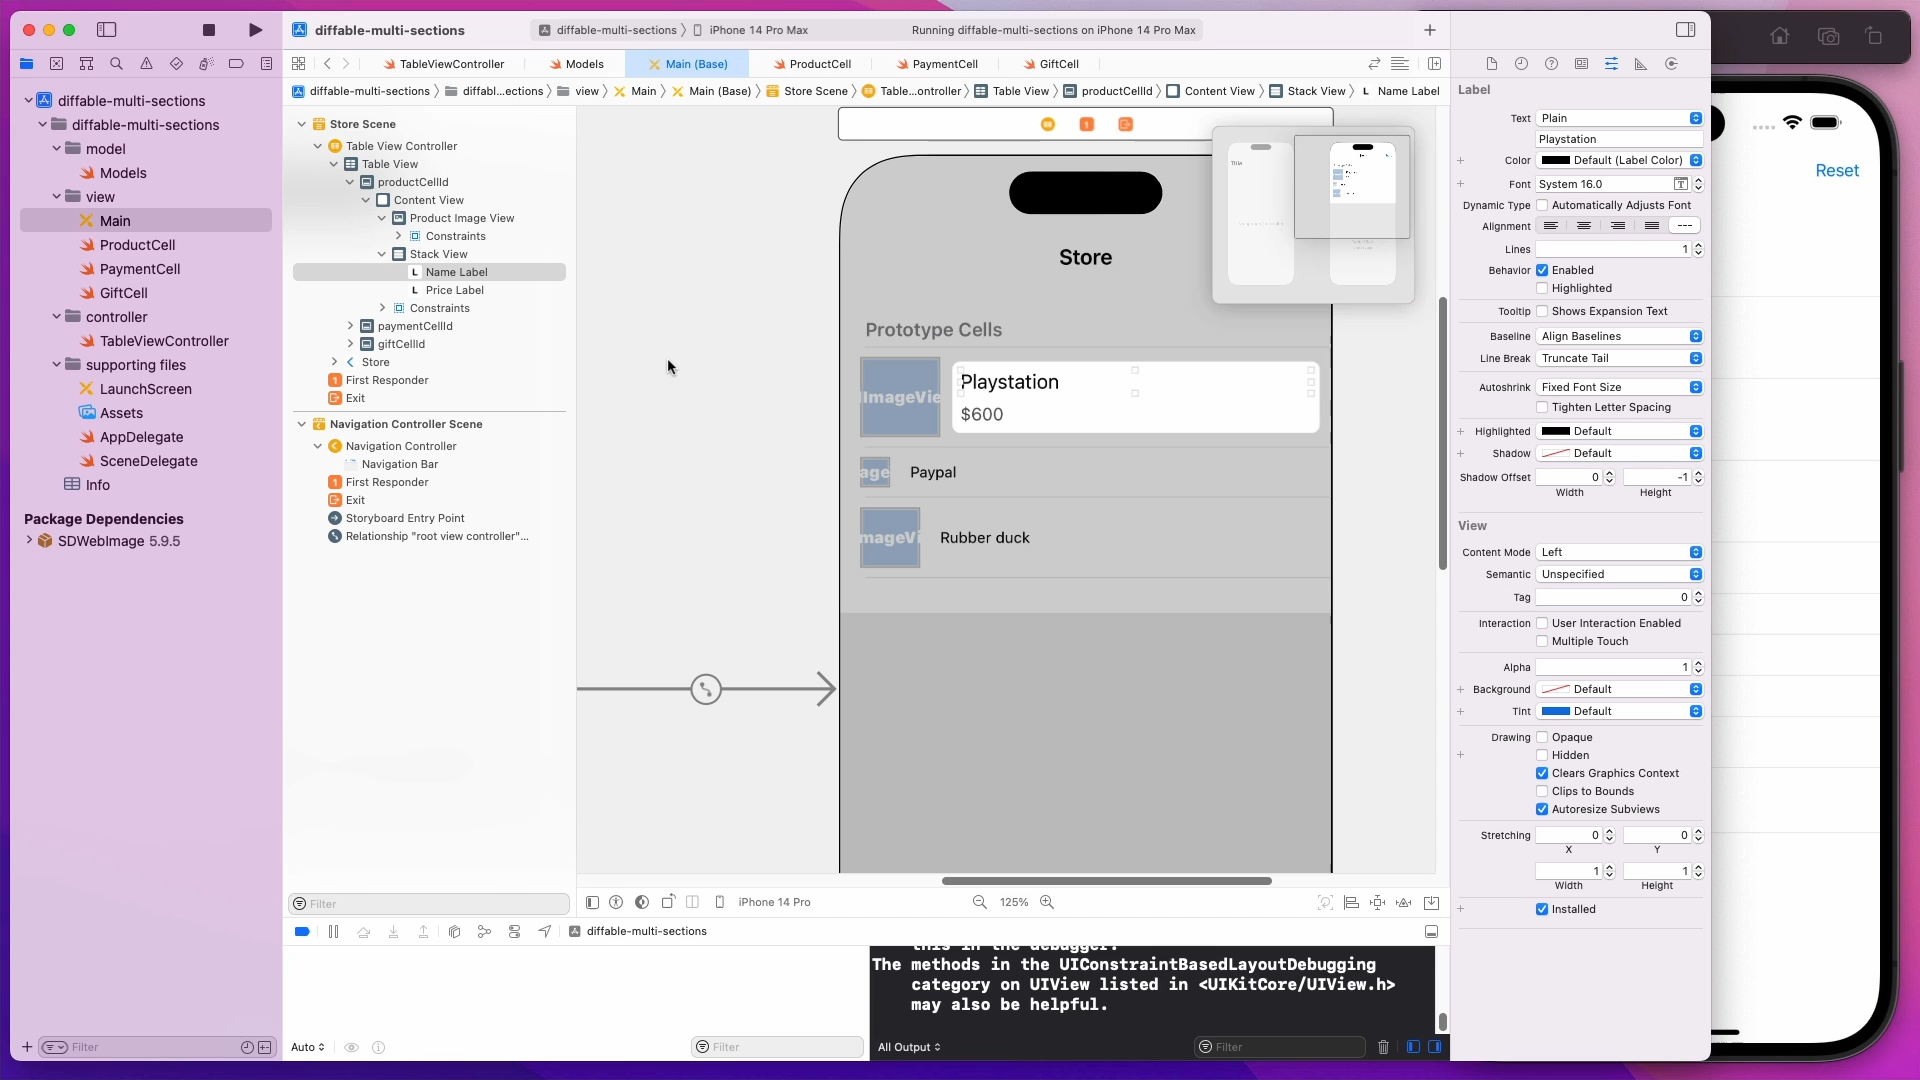 diffable-multi-sections
diffable-multi-sections
iPhone 14 Pro Max
Running diffable-multi-sections on iPhone 14 Pro Max
TableViewController
Models
Main (Base)
ProductCell
PaymentCell
GiftCell
diffable-multi-sections
diffabl...ections
view
Main
Main (Base)
Store Scene
Table...ontroller
Table View
productCellId
Content View
Stack View
L Name Label
diffable-multi-sections
diffable-multi-sections
model
Models
view
Main
ProductCell
PaymentCell
GiftCell
controller
TableViewController
supporting files
LaunchScreen
Assets
AppDelegate
SceneDelegate
Info
Package Dependencies
SDWebImage 5.9.5
Filter
Store Scene
Table View Controller
Table View
productCellId
Content View
Product Image View
Constraints
Stack View
L Name Label
L Price Label
Constraints
paymentCellId
giftCellId
Store
1 First Responder
Exit
Navigation Controller Scene
Navigation Controller
Navigation Bar
1 First Responder
Exit
Storyboard Entry Point
Relationship "root view controller"...
Filter
1
Title
Store
Prototype Cells
ImageVie
Playstation
$600
age
Paypal
mageVi
Rubber duck
iPhone 14 Pro
125%
diffable-multi-sections
this in the debugger.
The methods in the UIConstraintBasedLayoutDebugging
category on UIView listed in <UIKitCore/UIView.h>
may also be helpful.
Auto
Filter
All Output
Filter
Label
Text Plain
Playstation
Color Default (Label Color)
Font System 16.0
T
Dynamic Type Automatically Adjusts Font
Alignment
Lines 1
Behavior Enabled
Highlighted
Tooltip Shows Expansion Text
Baseline Align Baselines
Line Break Truncate Tail
Autoshrink Fixed Font Size
Tighten Letter Spacing
Highlighted Default
Shadow Default
Shadow Offset 0 -1
Width Height
View
Content Mode Left
Semantic Unspecified
Tag 0
Interaction User Interaction Enabled
Multiple Touch
Alpha 1
Background Default
Tint Default
Drawing Opaque
Hidden
Clears Graphics Context
Clips to Bounds
Autoresize Subviews
Stretching 0 0
X Y
1 1
Width Height
Installed
Reset